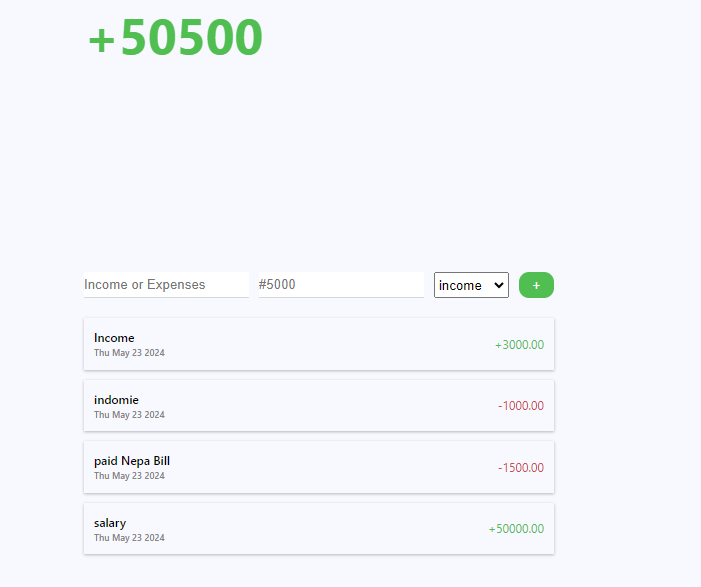 +50500
Income or Expenses #5000 income +
Income
Thu May 23 2024
+3000.00
indomie
Thu May 23 2024
-1000.00
paid Nepa Bill
Thu May 23 2024
-1500.00
salary
Thu May 23 2024
+50000.00